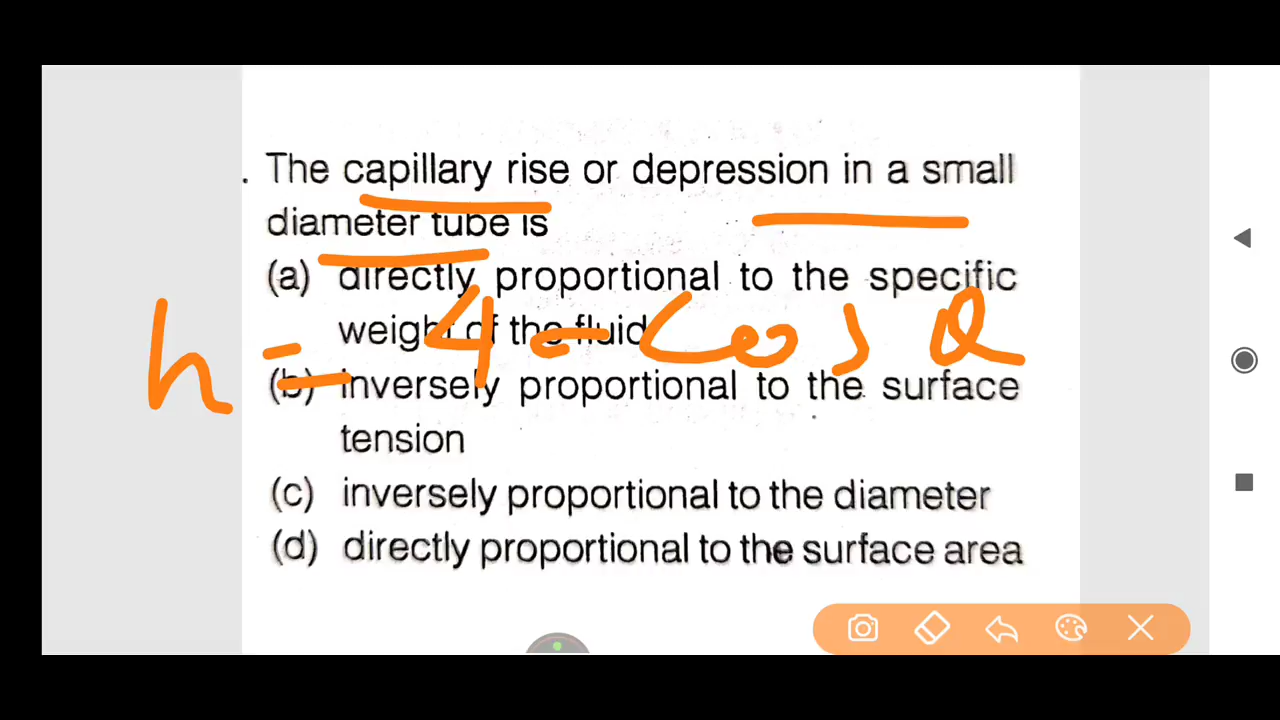 . The capillary rise or depression in a small
diameter tube is
(a) directly proportional to the specific
weight of the fluid
h = 4 σ cos θ
(b) inversely proportional to the surface
tension
(c) inversely proportional to the diameter
(d) directly proportional to the surface area